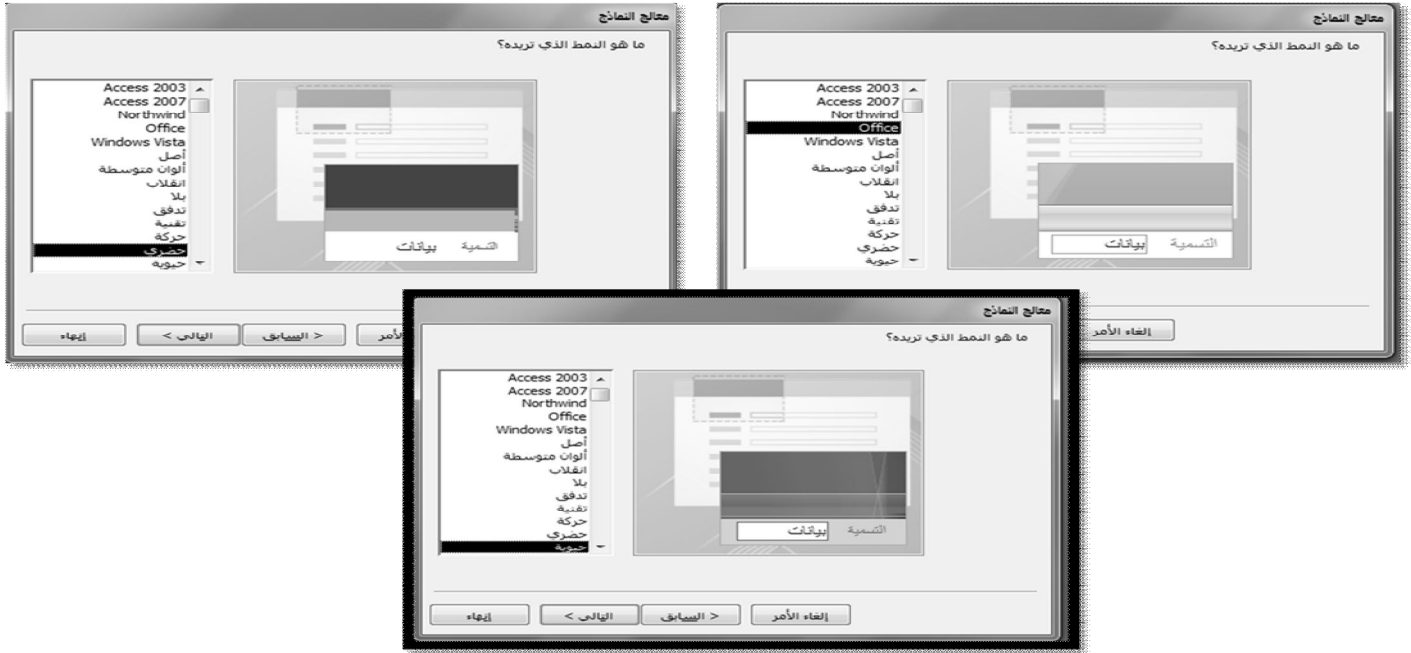 معالج النماذج
ما هو النمط الذي تريده؟
Access 2003
Access 2007
Northwind
Office
Windows Vista
أصل
ألوان متوسطة
انقلاب
بلا
تدفق
تقنية
حركة
حضري
حيوية
التسمية بيانات
إلغاء الأمر
معالج النماذج
ما هو النمط الذي تريده؟
Access 2003
Access 2007
Northwind
Office
Windows Vista
أصل
ألوان متوسطة
انقلاب
بلا
تدفق
تقنية
حركة
حضري
حيوية
التسمية بيانات
لأمر < السابق التالي > إنهاء
معالج النماذج
ما هو النمط الذي تريده؟
Access 2003
Access 2007
Northwind
Office
Windows Vista
أصل
ألوان متوسطة
انقلاب
بلا
تدفق
تقنية
حركة
حضري
حيوية
التسمية بيانات
إلغاء الأمر < السابق التالي > إنهاء